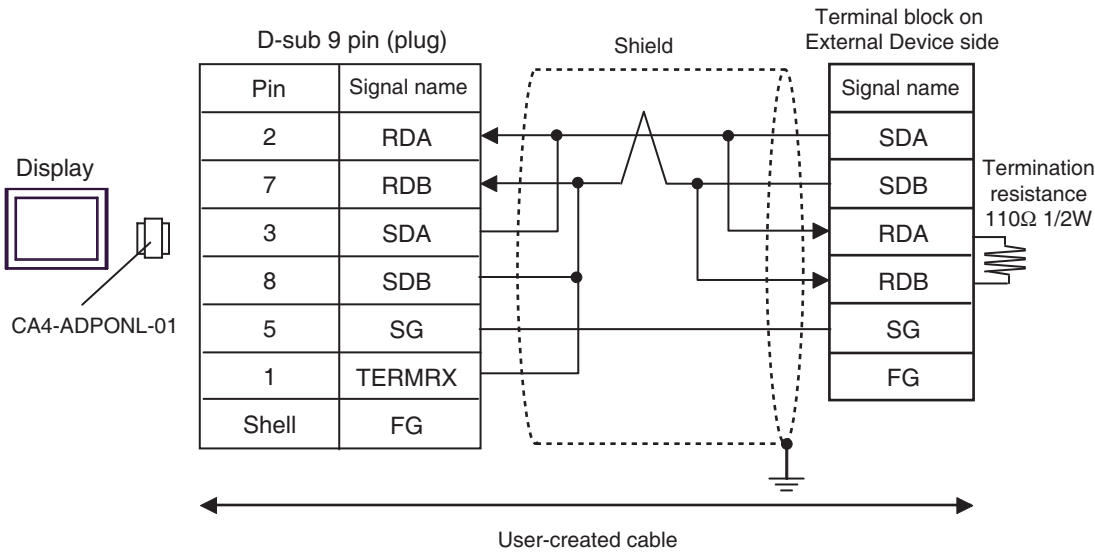 D-sub 9 pin (plug)
Shield
Terminal block on
External Device side
Pin Signal name
2 RDA
7 RDB
3 SDA
8 SDB
5 SG
1 TERMRX
Shell FG
Signal name
SDA
SDB
RDA
RDB
SG
FG
Display
CA4-ADPONL-01
Termination
resistance
110Ω 1/2W
User-created cable